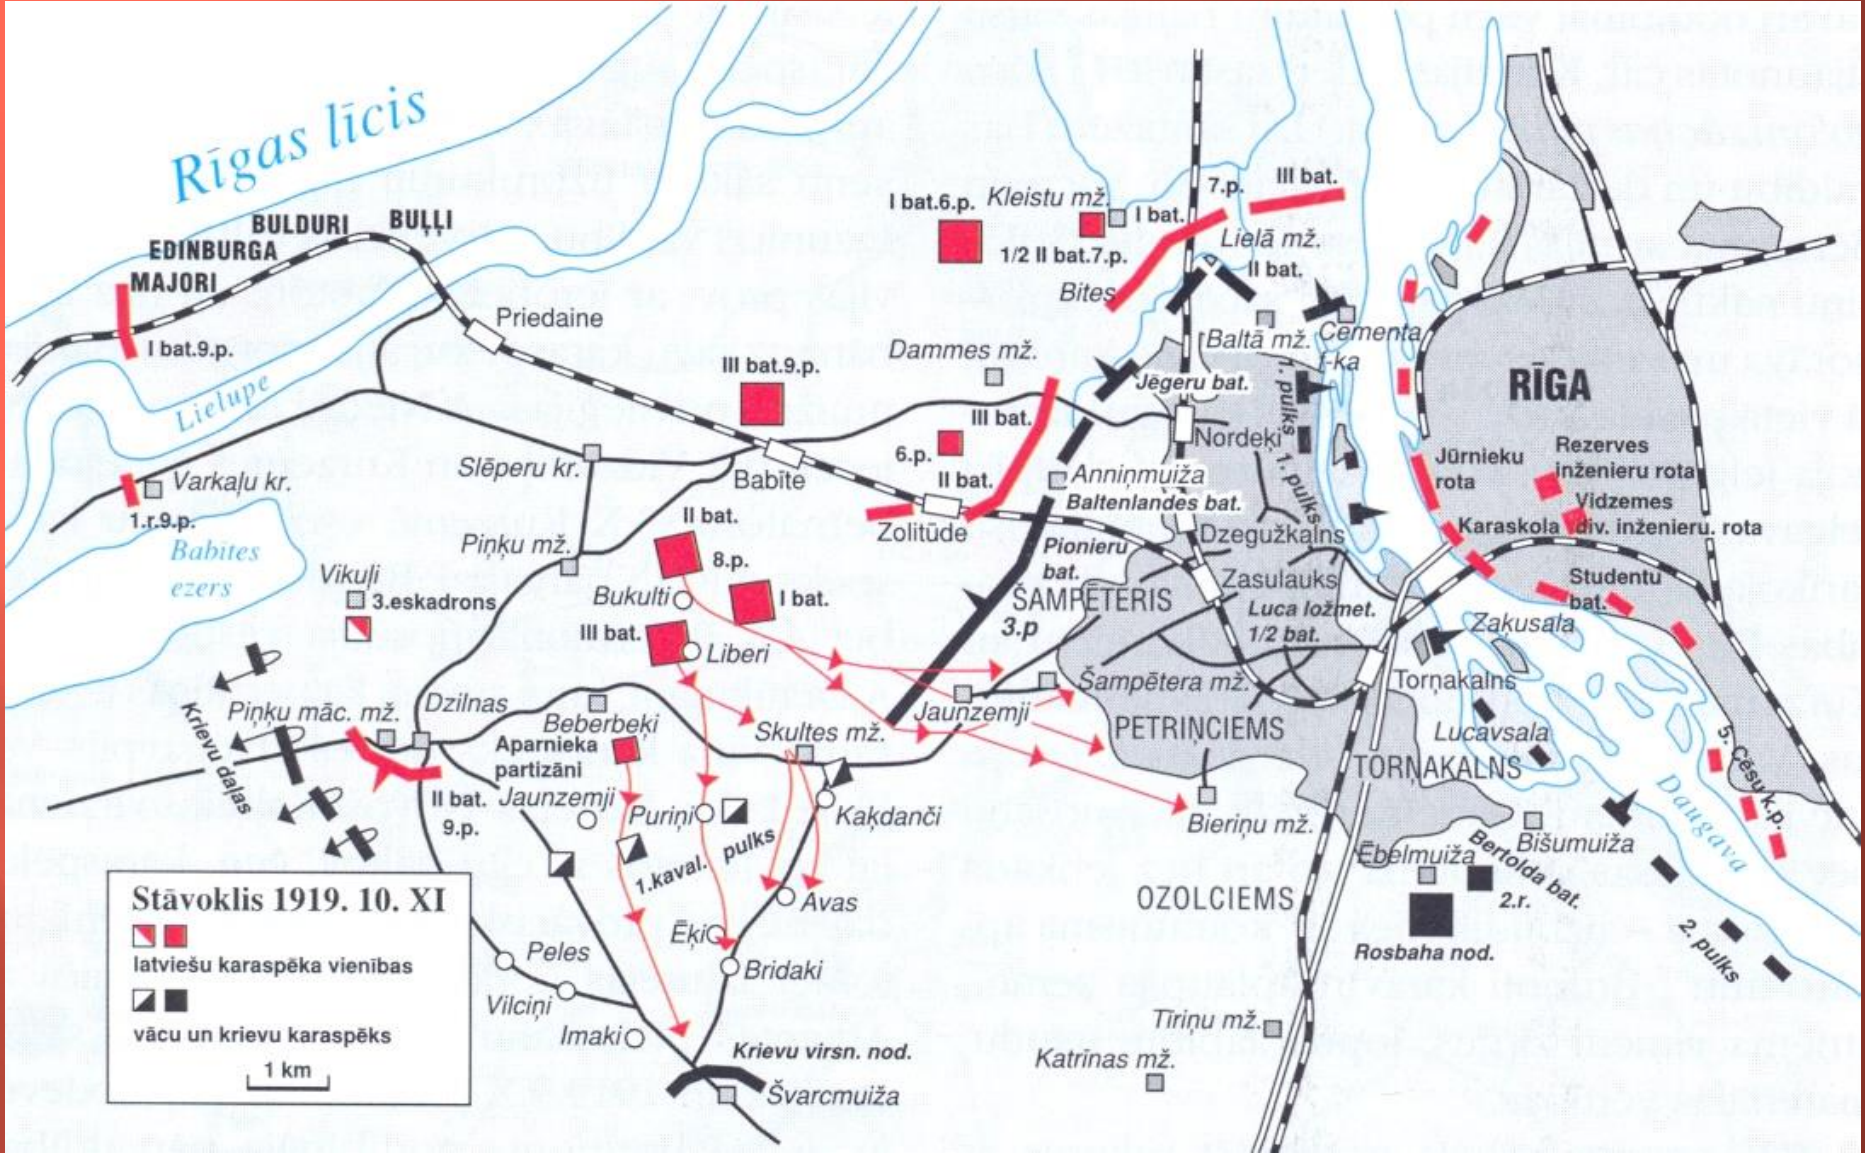 Rīgas līcis
BULDURI
BUĻĻI
EDINBURGA
MAJORI
I bat.9.p.
Priedaine
Lielupe
Varkaļu kr.
1.r.9.p.
Babītes
ezers
Slēperu kr.
III bat.9.p.
Babīte
Dammes mž.
I bat.6.p.
Kleistu mž.
1/2 II bat.7.p.
I bat.
7.p.
III bat.
Lielā mž.
II bat.
Bites
Baltā mž.
Cementa
f-ka
Jēgeru bat.
1. pulks
III bat.
6.p.
II bat.
Nordeķi
1. pulks
Anniņmuiža
Baltenlandes bat.
Zolitūde
Pionieru
bat.
Dzegužkalns
Zasulauks
Luca ložmet.
1/2 bat.
RĪGA
Jūrnieku
rota
Rezerves
inženieru rota
Vidzemes
div. inženieru. rota
Karaskola
Studentu
bat.
Zaķusala
II bat.
Piņķu mž.
8.p.
Bukulti
I bat.
III bat.
Liberi
Vikuļi
3.eskadrons
ŠAMPĒTERIS
3.p
Šampētera mž.
Jaunzemji
PETRIŅCIEMS
Torņakalns
Lucavsala
TORŅAKALNS
Krievu daļas
Piņķu māc. mž.
Dzilnas
Beberbeķi
Skultes mž.
Aparnieka
partizāni
II bat.
9.p.
Jaunzemji
Puriņi
Kaķdanči
1.kaval. pulks
Avas
Ēķi
Bridaki
Peles
Vilciņi
Imaki
Krievu virsn. nod.
Švarcmuiža
Bieriņu mž.
Ēbelmuiža
Bertolda bat.
2.r.
Bišumuiža
Rosbaha nod.
OZOLCIEMS
Tīriņu mž.
Katrīnas mž.
5. Cēsu k.p.
Daugava
2. pulks
Stāvoklis 1919. 10. XI
latviešu karaspēka vienības
vācu un krievu karaspēks
1 km